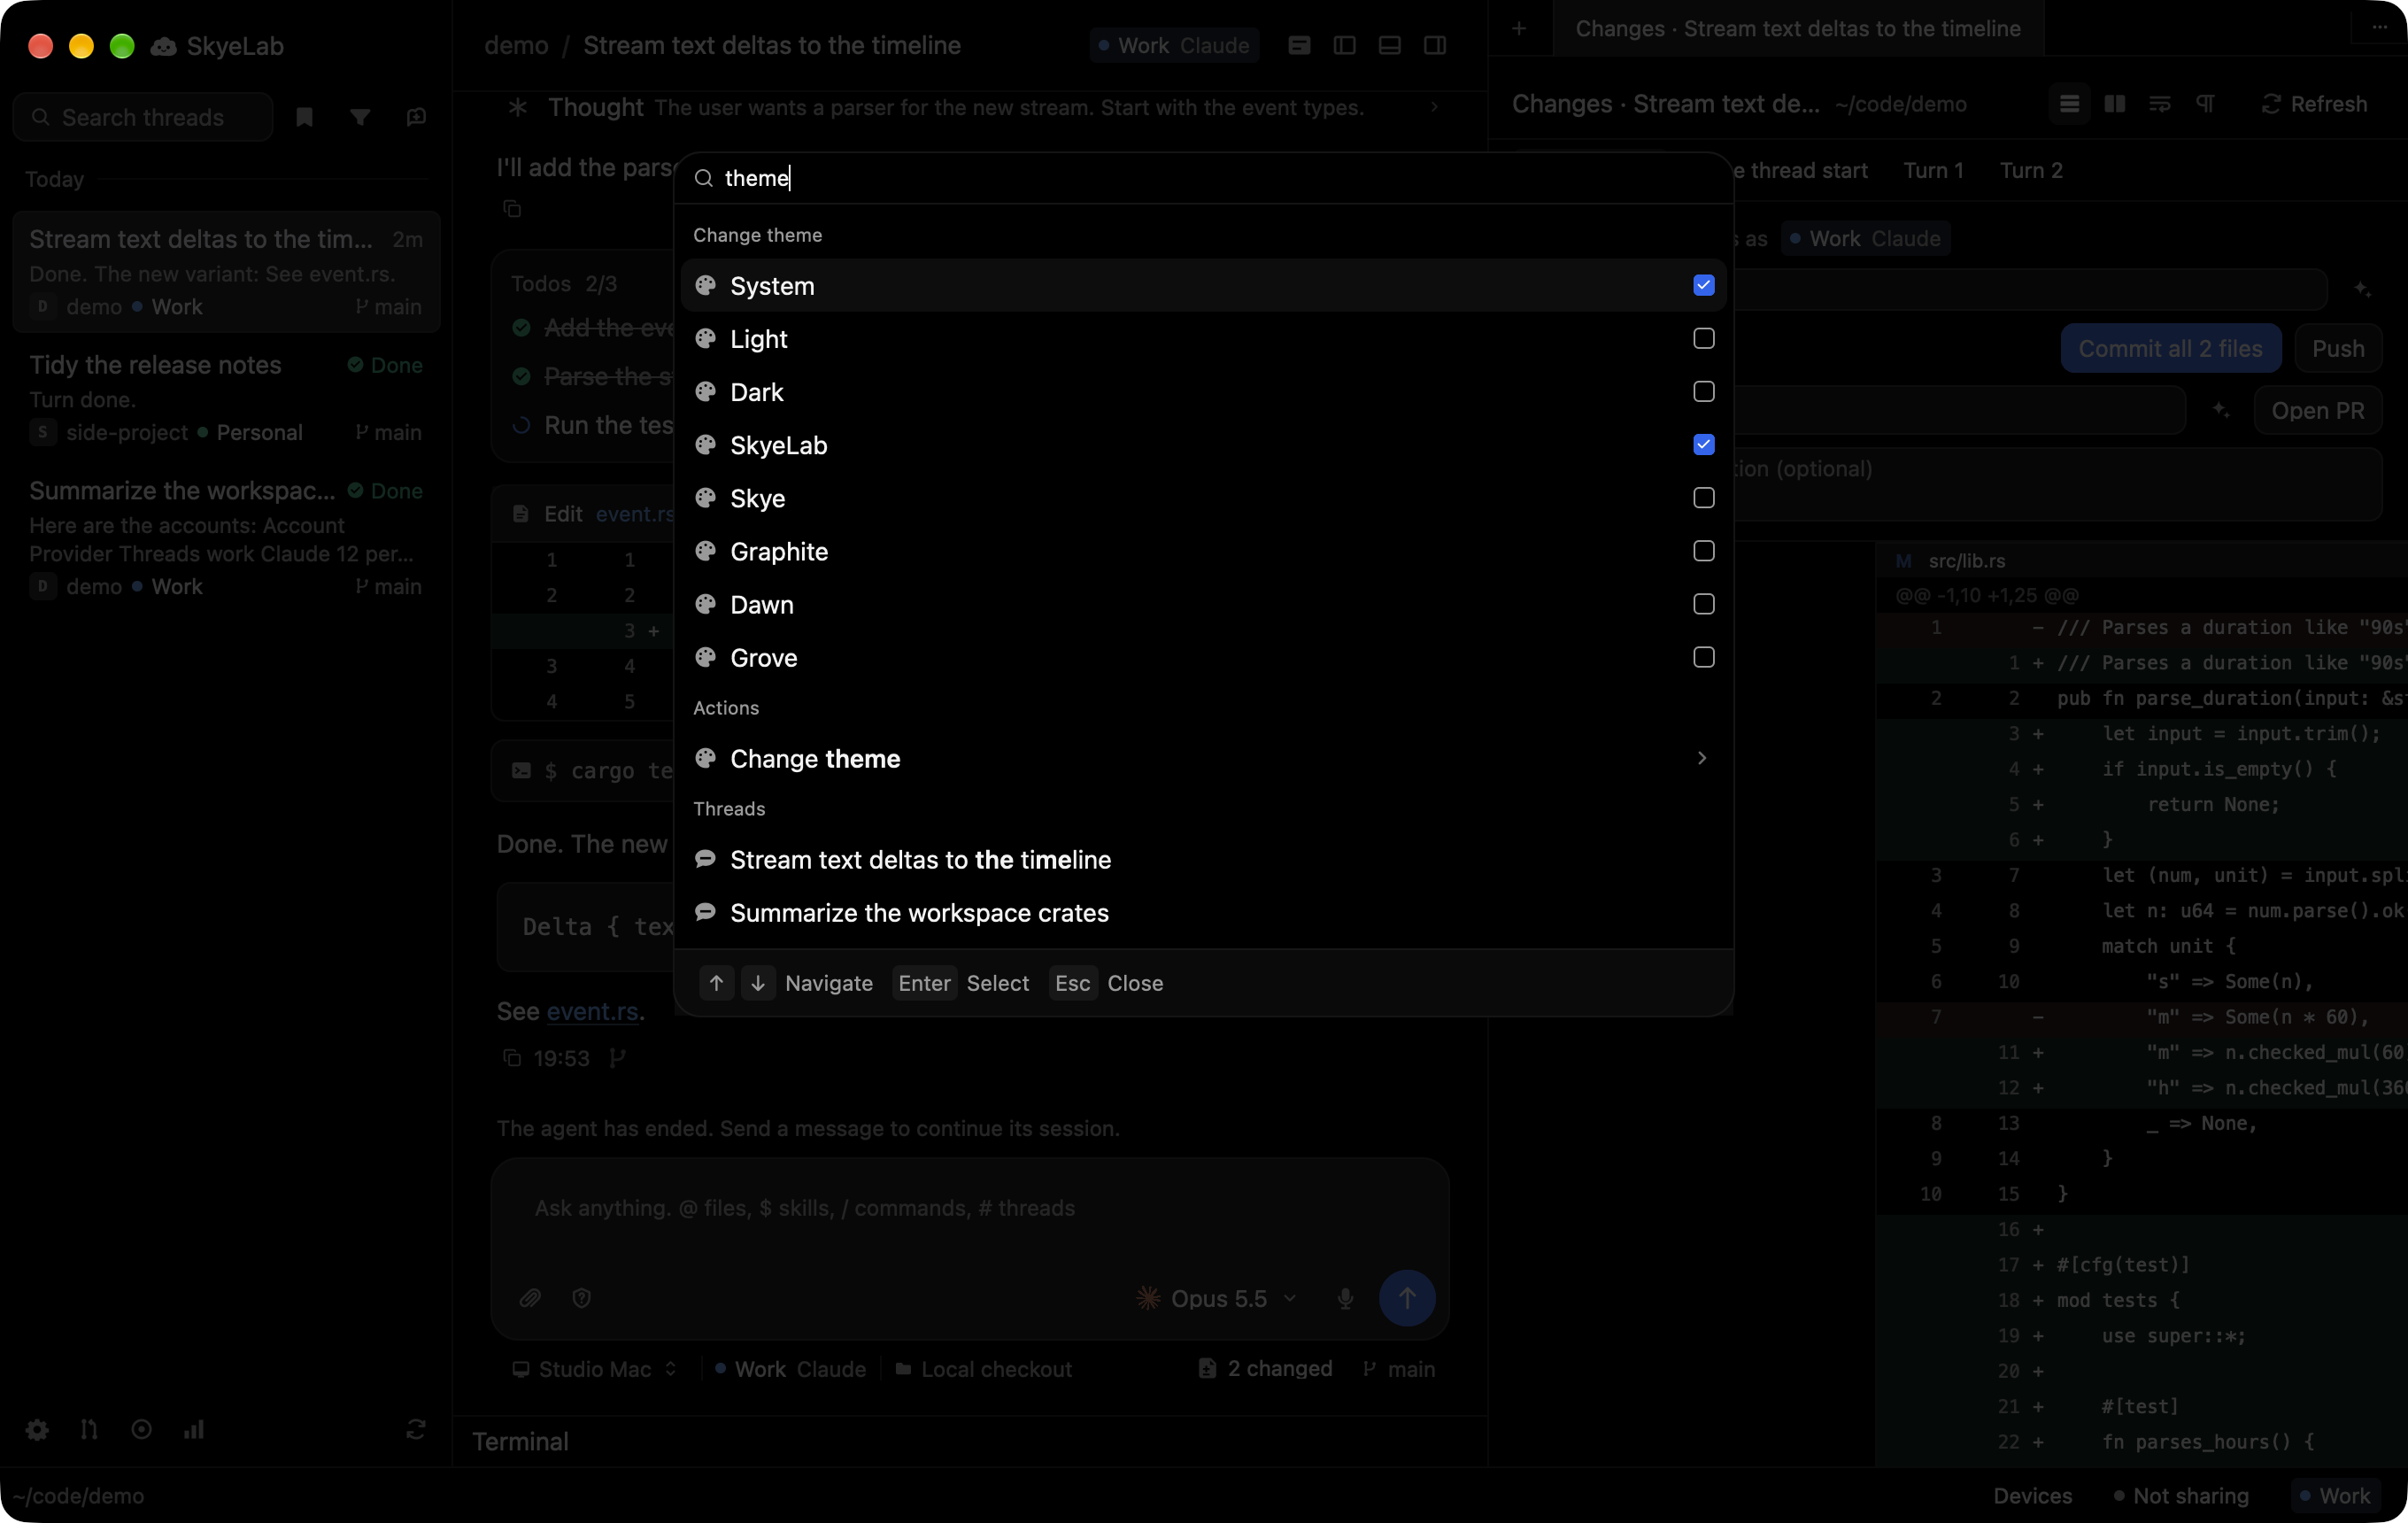 SkyeLab
Search threads
Today
Stream text deltas to the tim... 2m
Done. The new variant: See event.rs.
D demo Work main
Tidy the release notes Done
Turn done.
S side-project Personal main
Summarize the workspac... Done
Here are the accounts: Account
Provider Threads work Claude 12 per...
D demo Work main
~/code/demo
demo / Stream text deltas to the timeline Work Claude
Thought The user wants a parser for the new stream. Start with the event types.
I'll add the pars
Todos 2/3
Add the eve
Parse the s
Run the tes
Edit event.rs
1 1
2 2
3 +
3 4
4 5
$ cargo te
Done. The new
Delta { tex
See event.rs.
19:53
The agent has ended. Send a message to continue its session.
Ask anything. @ files, $ skills, / commands, # threads
Opus 5.5
Studio Mac Work Claude Local checkout 2 changed main
Terminal
theme
Change theme
System
Light
Dark
SkyeLab
Skye
Graphite
Dawn
Grove
Actions
Change theme
Threads
Stream text deltas to the timeline
Summarize the workspace crates
↑ ↓ Navigate Enter Select Esc Close
+ Changes · Stream text deltas to the timeline ...
Changes · Stream text de... ~/code/demo Refresh
e thread start Turn 1 Turn 2
s as Work Claude
Commit all 2 files Push
Open PR
tion (optional)
M src/lib.rs
@@ -1,10 +1,25 @@
1 - /// Parses a duration like "90s"
1 + /// Parses a duration like "90s"
2 2 pub fn parse_duration(input: &s
3 + let input = input.trim();
4 + if input.is_empty() {
5 + return None;
6 + }
3 7 let (num, unit) = input.spl
4 8 let n: u64 = num.parse().ok
5 9 match unit {
6 10 "s" => Some(n),
7 - "m" => Some(n * 60),
11 + "m" => n.checked_mul(60
12 + "h" => n.checked_mul(360
8 13 _ => None,
9 14 }
10 15 }
16 +
17 + #[cfg(test)]
18 + mod tests {
19 + use super::*;
20 +
21 + #[test]
22 + fn parses_hours() {
Devices Not sharing Work